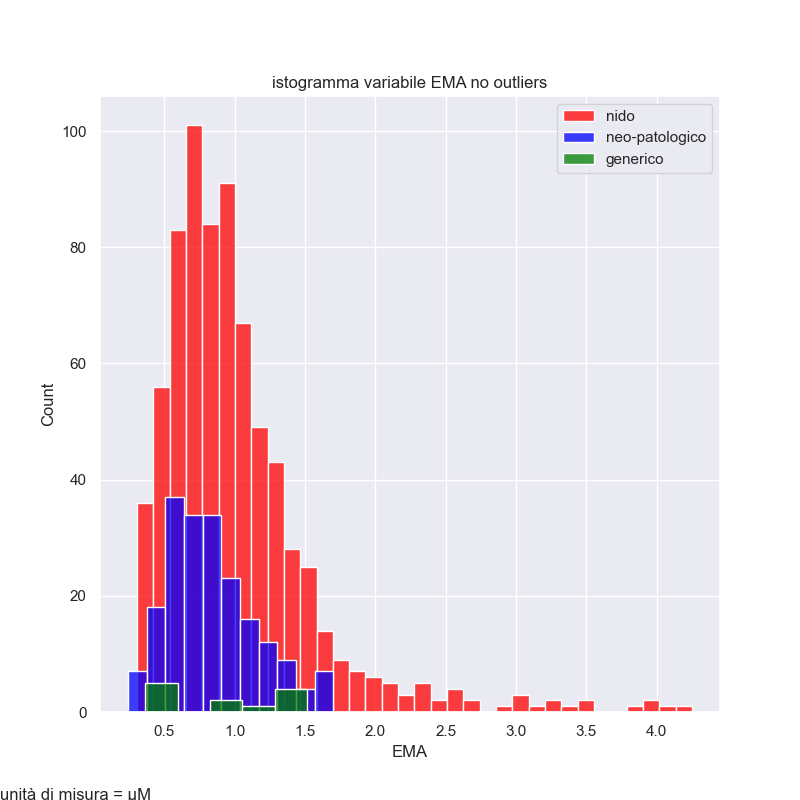 istogramma variabile EMA no outliers
nido
neo-patologico
generico
100
80
60
40
20
0
Count
0.5 1.0 1.5 2.0 2.5 3.0 3.5 4.0
EMA
unità di misura = μM